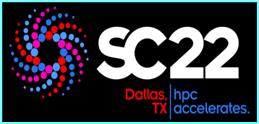 SC22
Dallas, TX | hpc accelerates.